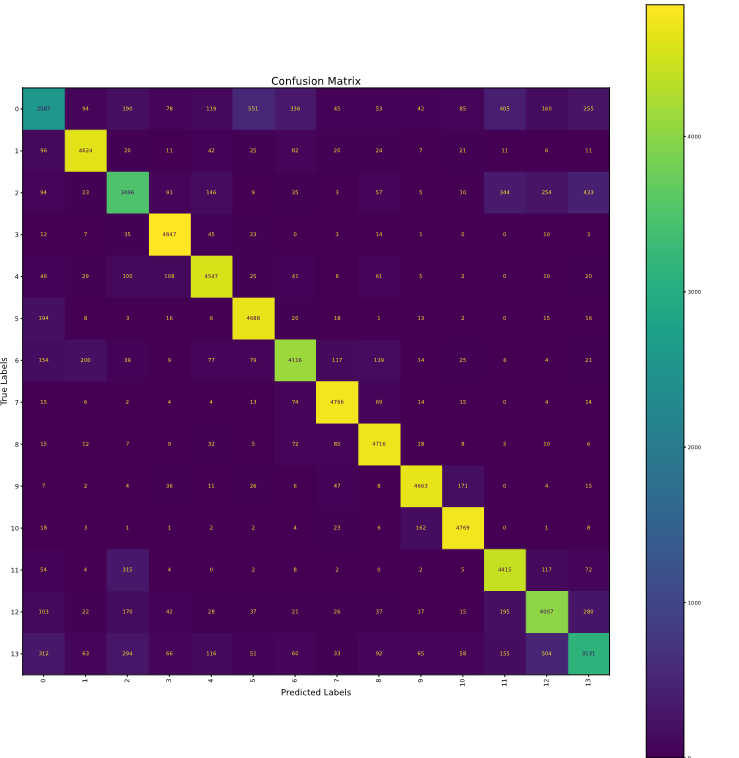 Confusion Matrix
0 2587 94 190 78 119 551 336 45 53 42 85 405 160 255
1 96 4624 20 11 42 25 82 20 24 7 21 11 6 11
2 94 23 3496 91 146 9 35 3 57 5 10 344 254 433
3 12 7 35 4847 45 23 0 3 14 1 0 0 10 3
4 46 29 100 108 4547 25 41 6 61 5 2 0 10 20
5 194 8 3 16 6 4688 20 18 1 13 2 0 15 16
6 154 200 39 9 77 79 4116 117 139 14 25 6 4 21
7 15 6 2 4 4 13 74 4766 69 14 15 0 4 14
8 15 12 7 9 32 5 72 85 4716 18 8 5 10 6
9 7 2 4 36 11 26 6 47 8 4663 171 0 4 15
10 18 3 1 1 2 2 4 23 6 162 4769 0 1 8
11 54 4 315 4 0 2 8 2 0 2 5 4415 117 72
12 103 22 170 42 28 37 21 26 37 17 15 195 4007 280
13 312 63 294 66 116 51 60 33 92 65 58 155 504 3131
0 1 2 3 4 5 6 7 8 9 10 11 12 13
Predicted Labels
True Labels
4000
3000
2000
1000
0